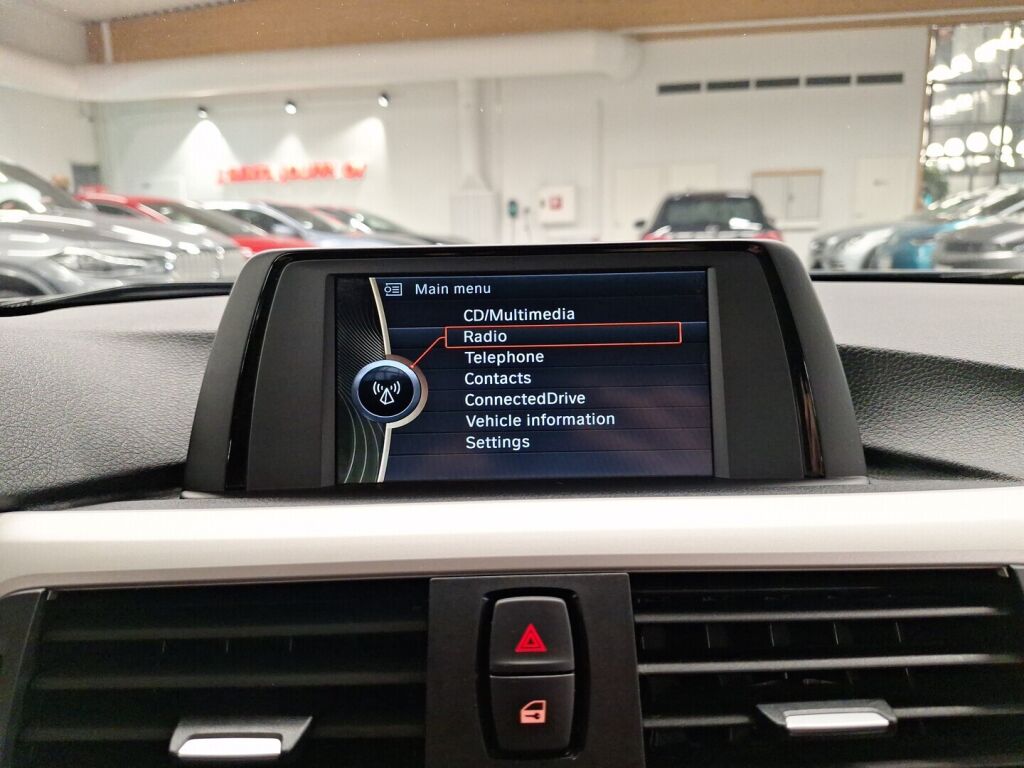 Main menu
CD/Multimedia
Radio
Telephone
Contacts
ConnectedDrive
Vehicle information
Settings